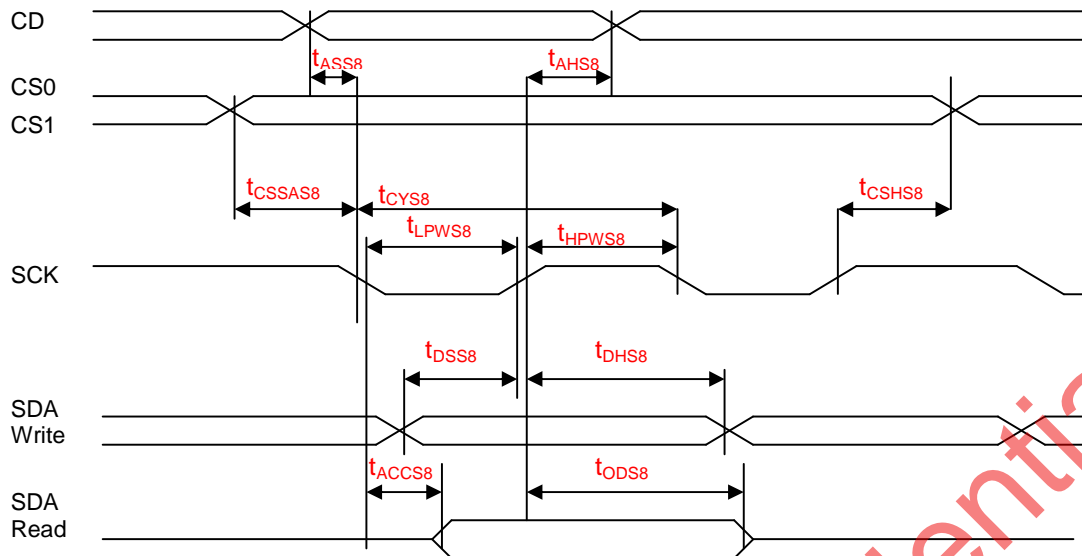 CD
tASS8 tAHS8
CS0
CS1
tCSSAS8 tCYS8 tCSHS8
tLPWS8 tHPWS8
SCK
tDSS8 tDHS8
SDA
Write
tACCS8 tODS8
SDA
Read